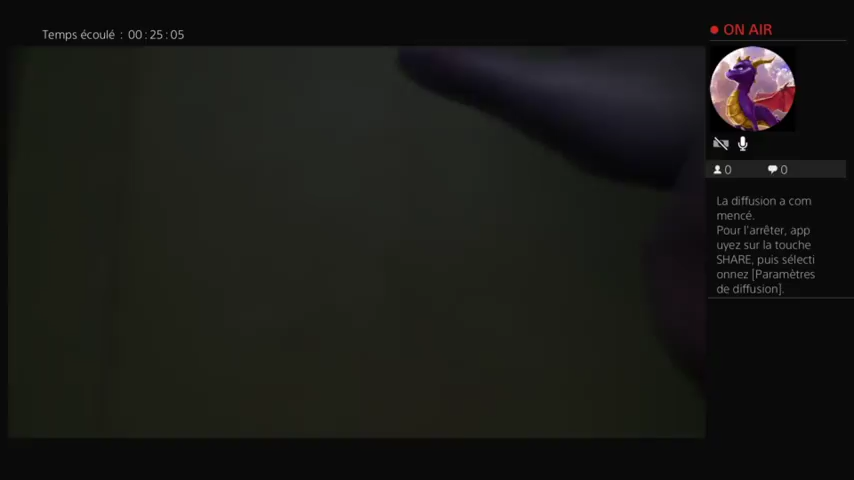 Temps écoulé : 00:25:05
ON AIR
0 0
La diffusion a com
mencé.
Pour l'arrêter, app
uyez sur la touche
SHARE, puis sélecti
onnez [Paramètres
de diffusion].